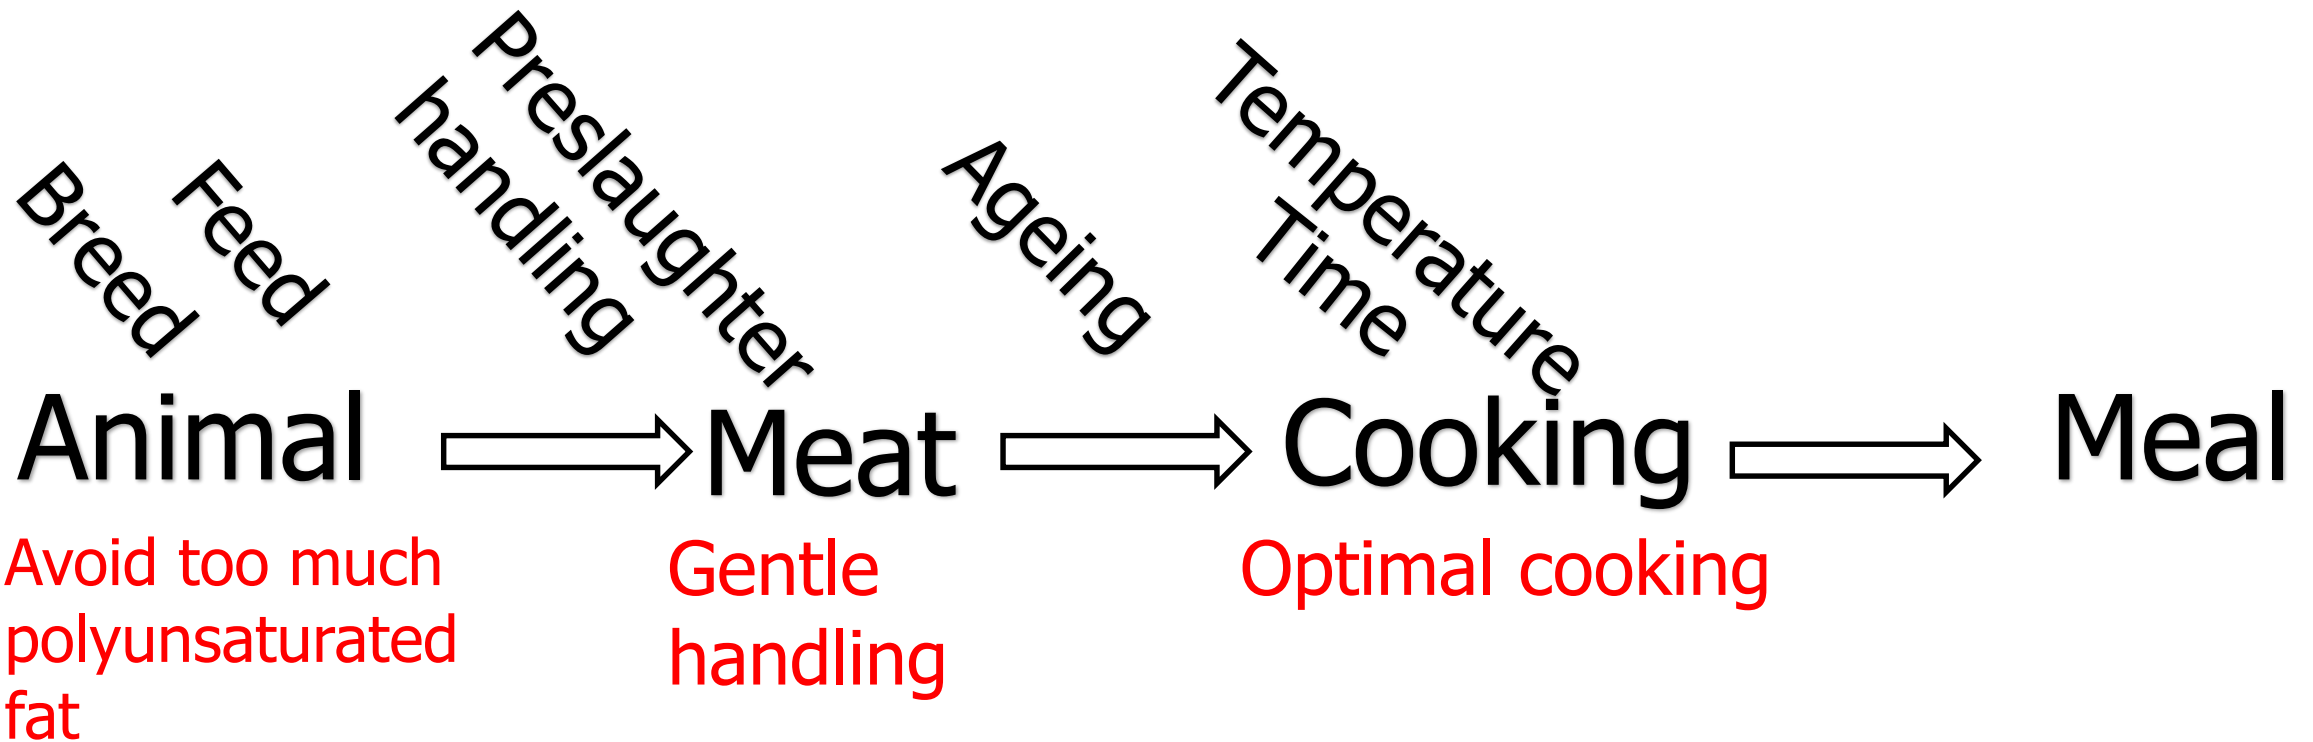 Breed
Feed
Preslaughter
handling
Ageing
Temperature
Time
Animal
Meat
Cooking
Meal
Avoid too much
polyunsaturated
fat
Gentle
handling
Optimal cooking